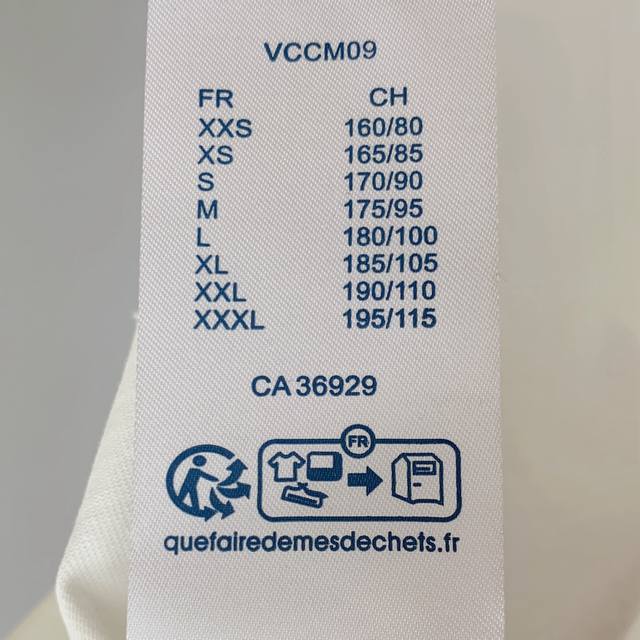 VCCM09
FR CH
XXS 160/80
XS 165/85
S 170/90
M 175/95
L 180/100
XL 185/105
XXL 190/110
XXXL 195/115
CA 36929
FR
quefairedemesdechets.fr